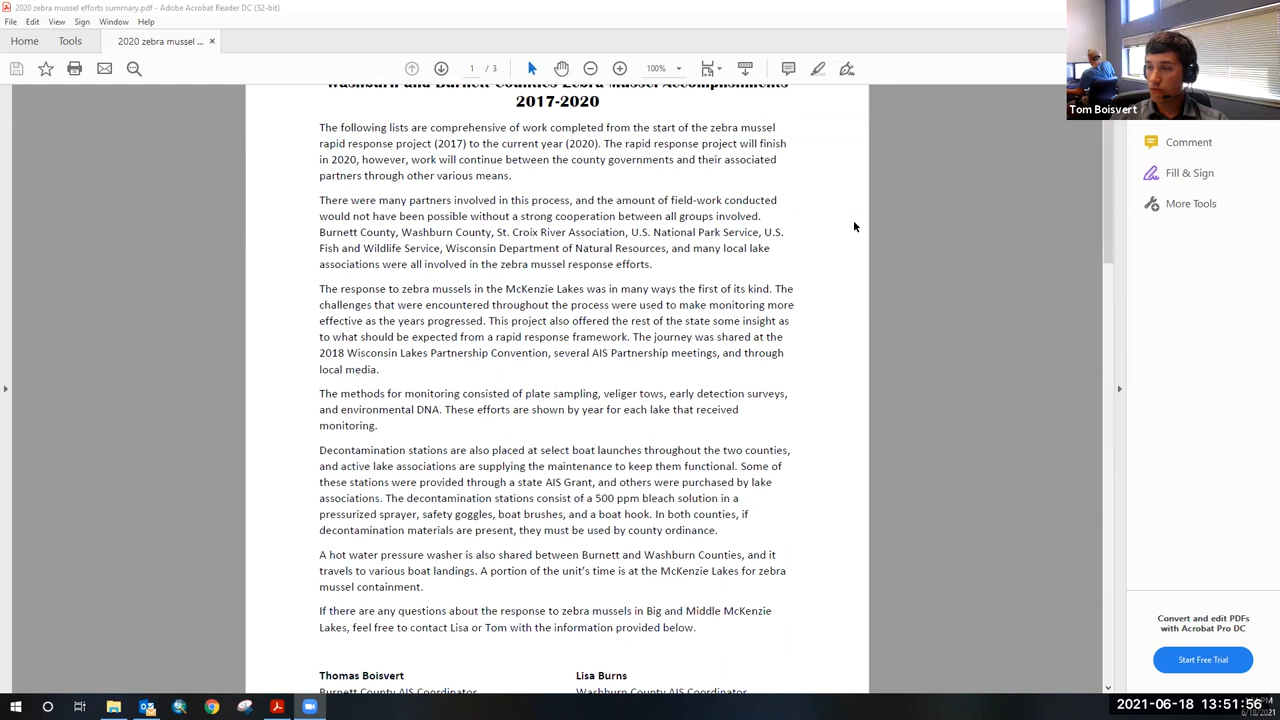 2020 zebra mussel efforts summary.pdf - Adobe Acrobat Reader DC (32-bit)
File Edit View Sign Window Help
Home Tools 2020 zebra mussel ... ×
/ 100%
Tom Boisvert
Washburn and Burnett Counties Zebra Mussel Accomplishments
2017-2020
The following lists are comprehensive of work completed from the start of the zebra mussel
rapid response project (2017) to the current year (2020). The rapid response project will finish
in 2020, however, work will continue between the county governments and their associated
partners through other various means.
There were many partners involved in this process, and the amount of field-work conducted
would not have been possible without a strong cooperation between all groups involved.
Burnett County, Washburn County, St. Croix River Association, U.S. National Park Service, U.S.
Fish and Wildlife Service, Wisconsin Department of Natural Resources, and many local lake
associations were all involved in the zebra mussel response efforts.
The response to zebra mussels in the McKenzie Lakes was in many ways the first of its kind. The
challenges that were encountered throughout the process were used to make monitoring more
effective as the years progressed. This project also offered the rest of the state some insight as
to what should be expected from a rapid response framework. The journey was shared at the
2018 Wisconsin Lakes Partnership Convention, several AIS Partnership meetings, and through
local media.
The methods for monitoring consisted of plate sampling, veliger tows, early detection surveys,
and environmental DNA. These efforts are shown by year for each lake that received
monitoring.
Decontamination stations are also placed at select boat launches throughout the two counties,
and active lake associations are supplying the maintenance to keep them functional. Some of
these stations were provided through a state AIS Grant, and others were purchased by lake
associations. The decontamination stations consist of a 500 ppm bleach solution in a
pressurized sprayer, safety goggles, boat brushes, and a boat hook. In both counties, if
decontamination materials are present, they must be used by county ordinance.
A hot water pressure washer is also shared between Burnett and Washburn Counties, and it
travels to various boat landings. A portion of the unit's time is at the McKenzie Lakes for zebra
mussel containment.
If there are any questions about the response to zebra mussels in Big and Middle McKenzie
Lakes, feel free to contact Lisa or Tom with the information provided below.
Thomas Boisvert Lisa Burns
Burnett County AIS Coordinator Washburn County AIS Coordinator
Comment
Fill & Sign
More Tools
Convert and edit PDFs
with Acrobat Pro DC
Start Free Trial
2021-06-18 13:51:56